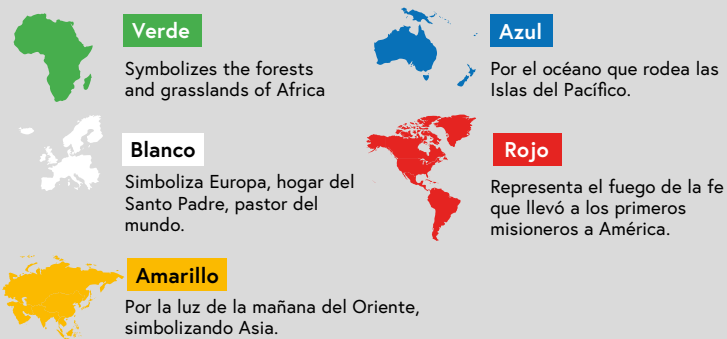 Verde
Symbolizes the forests
and grasslands of Africa
Azul
Por el océano que rodea las
Islas del Pacífico.
Blanco
Simboliza Europa, hogar del
Santo Padre, pastor del
mundo.
Rojo
Representa el fuego de la fe
que llevó a los primeros
misioneros a América.
Amarillo
Por la luz de la mañana del Oriente,
simbolizando Asia.